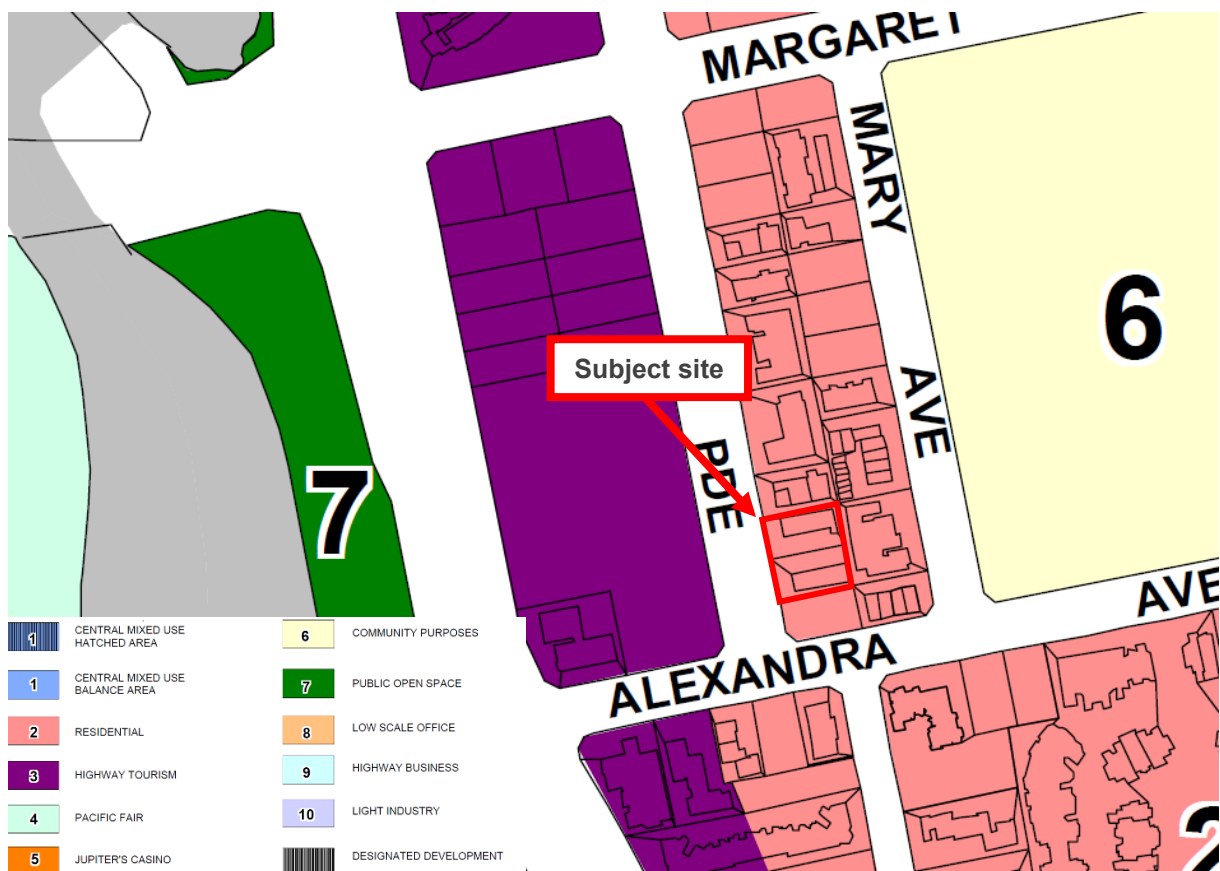 MARGARET
MARY
AVE
6
Subject site
PDE
7
AVE
ALEXANDRA
2
1 CENTRAL MIXED USE
HATCHED AREA
1 CENTRAL MIXED USE
BALANCE AREA
2 RESIDENTIAL
3 HIGHWAY TOURISM
4 PACIFIC FAIR
5 JUPITER'S CASINO
6 COMMUNITY PURPOSES
7 PUBLIC OPEN SPACE
8 LOW SCALE OFFICE
9 HIGHWAY BUSINESS
10 LIGHT INDUSTRY
DESIGNATED DEVELOPMENT